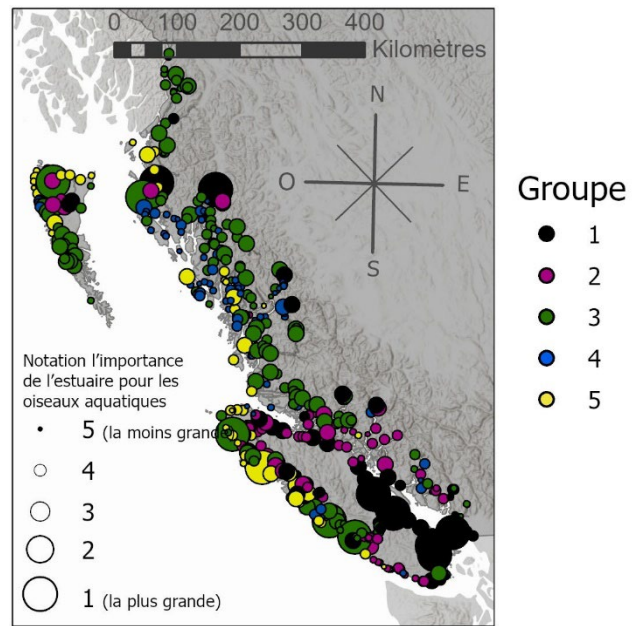 0 100 200 300 400
Kilomètres
N
O E
S
Groupe
1
2
3
4
5
Notation l'importance
de l'estuaire pour les
oiseaux aquatiques
5 (la moins grande)
4
3
2
1 (la plus grande)